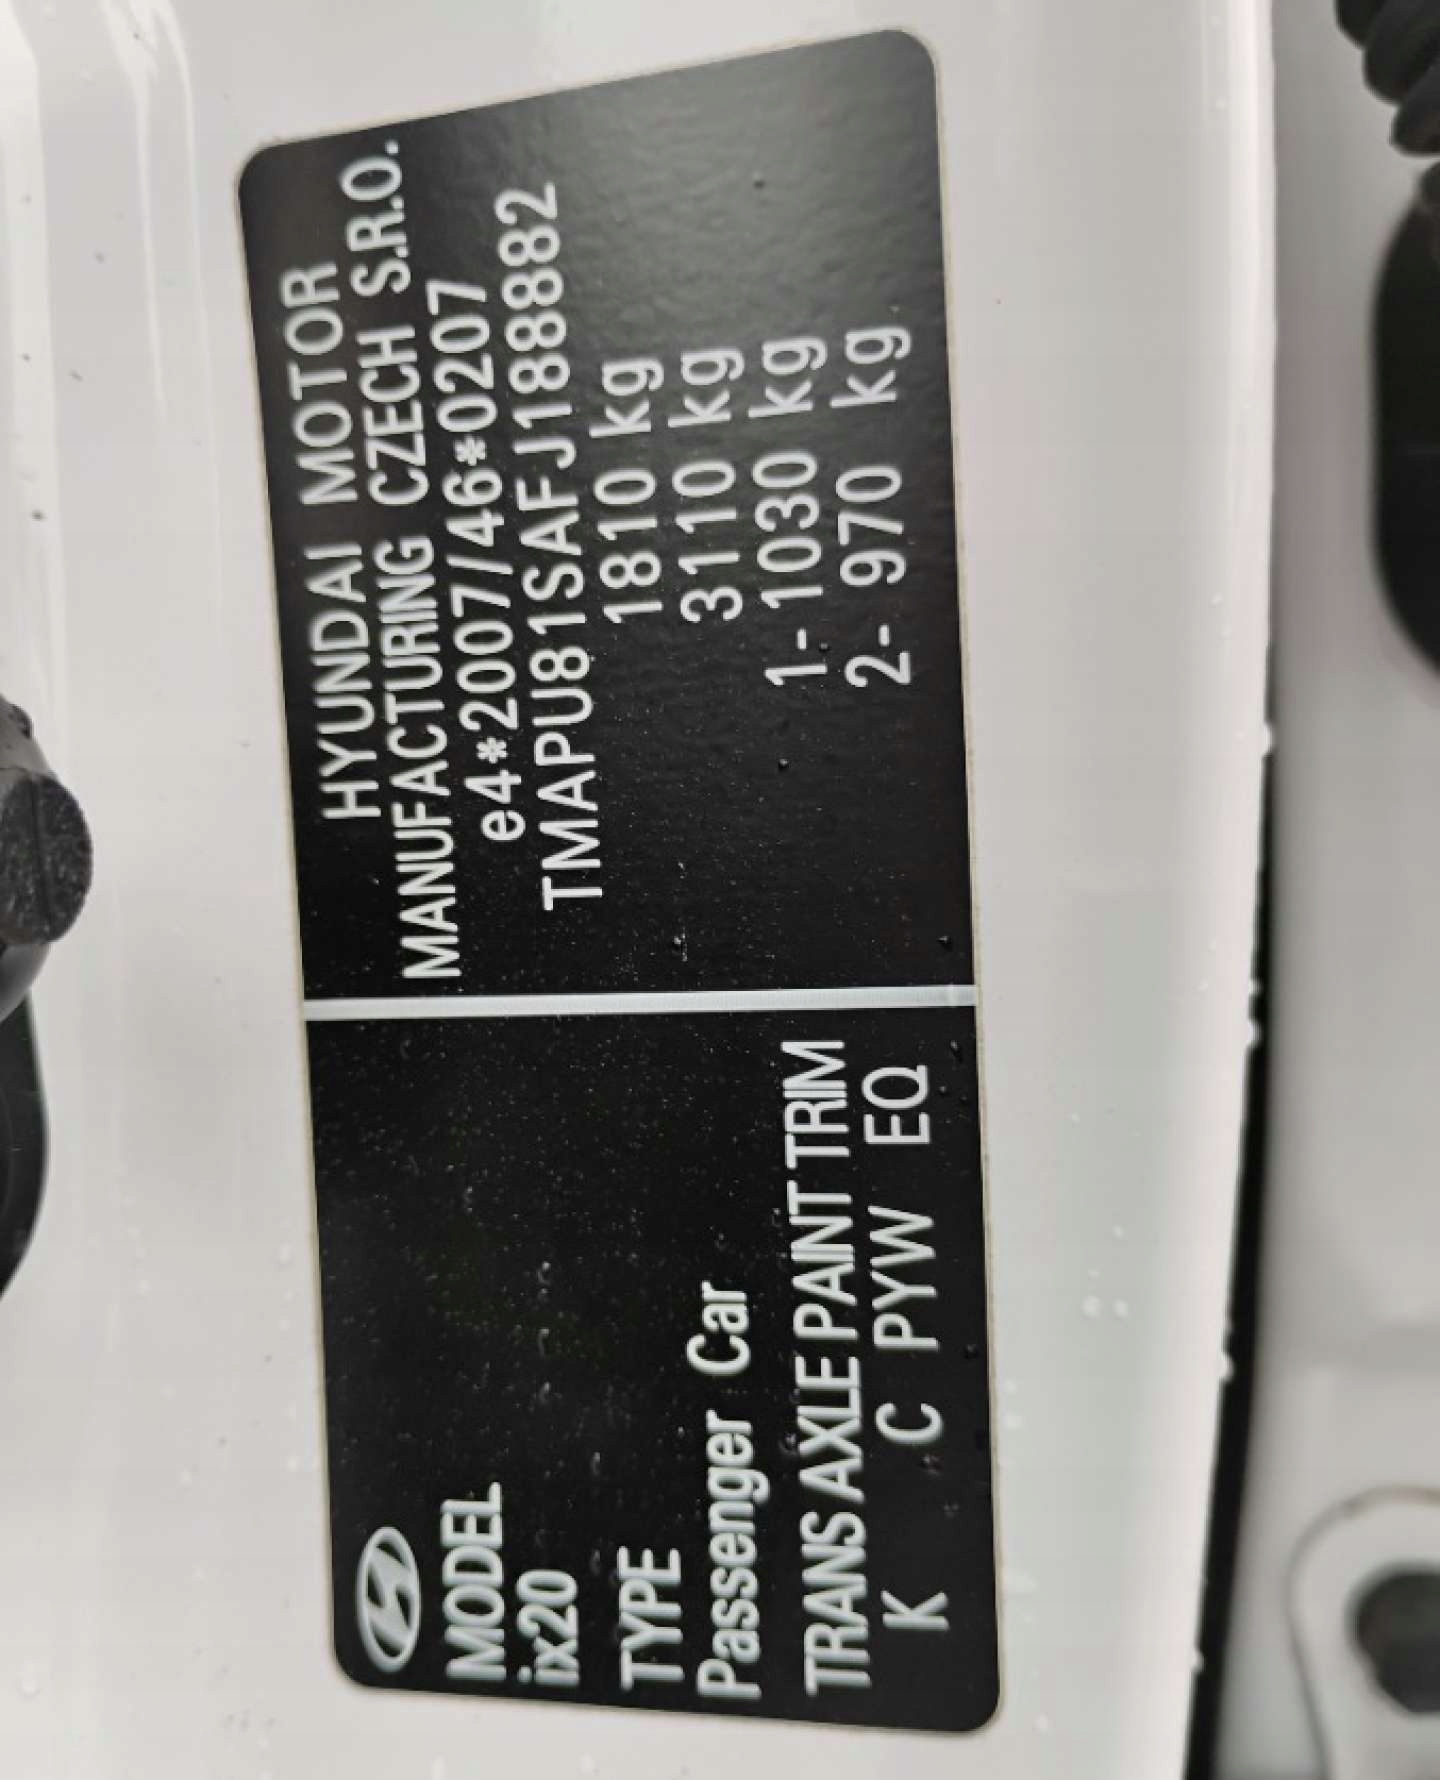 MODEL
ix20
TYPE
Passenger Car
TRANS AXLE PAINT TRIM
K C PYW EQ
HYUNDAI MOTOR
MANUFACTURING CZECH S.R.O.
e4*2007/46*0207
TMAPU81SAFJ188882
1810 kg
3110 kg
1- 1030 kg
2- 970 kg